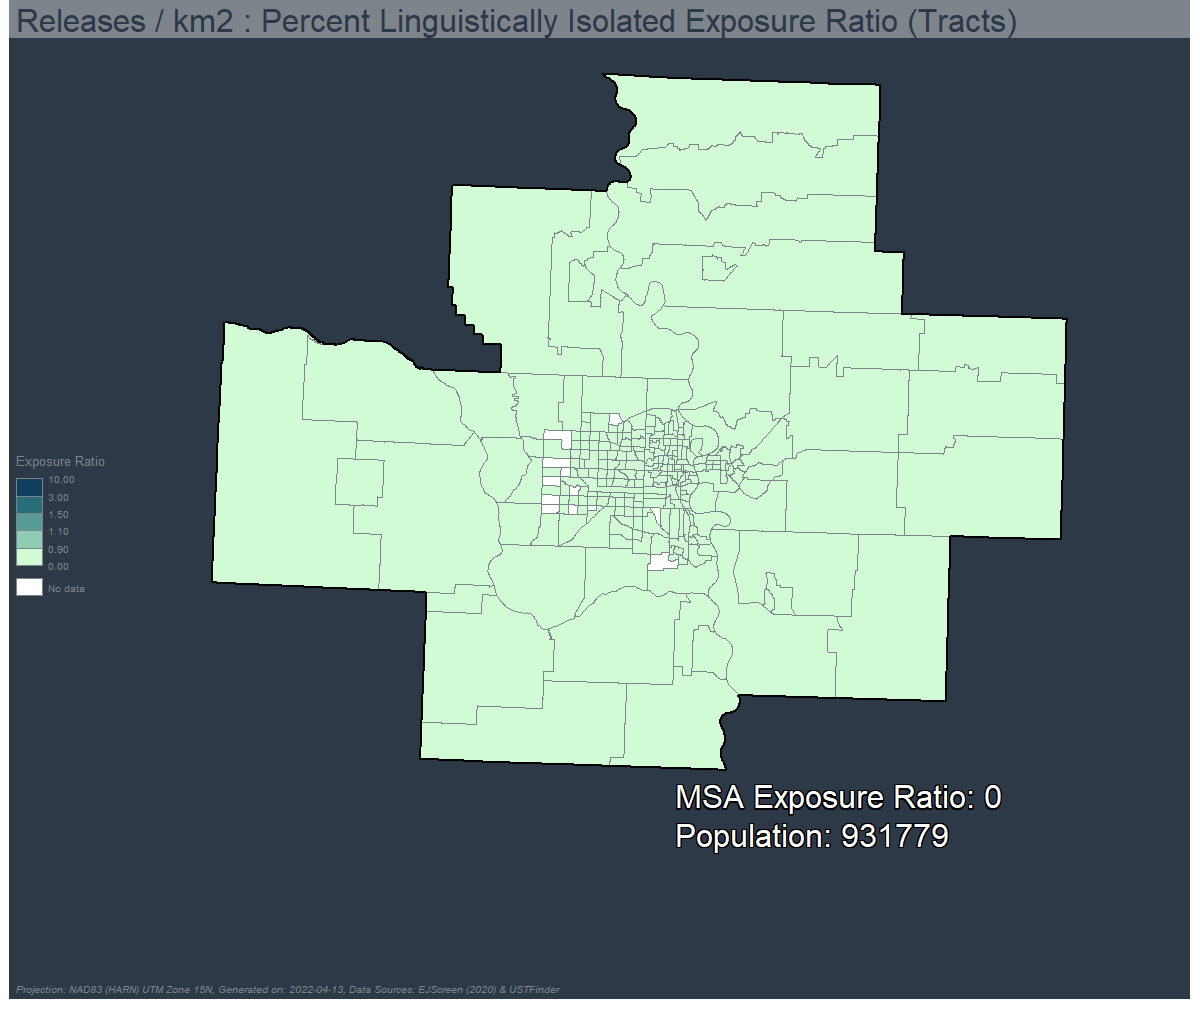 Releases / km2 : Percent Linguistically Isolated Exposure Ratio (Tracts)
Exposure Ratio
10.00
3.00
1.50
1.10
0.90
0.00
No data
MSA Exposure Ratio: 0
Population: 931779
Projection: NAD83 (HARN) UTM Zone 15N, Generated on: 2022-04-13, Data Sources: EJScreen (2020) & USTFinder